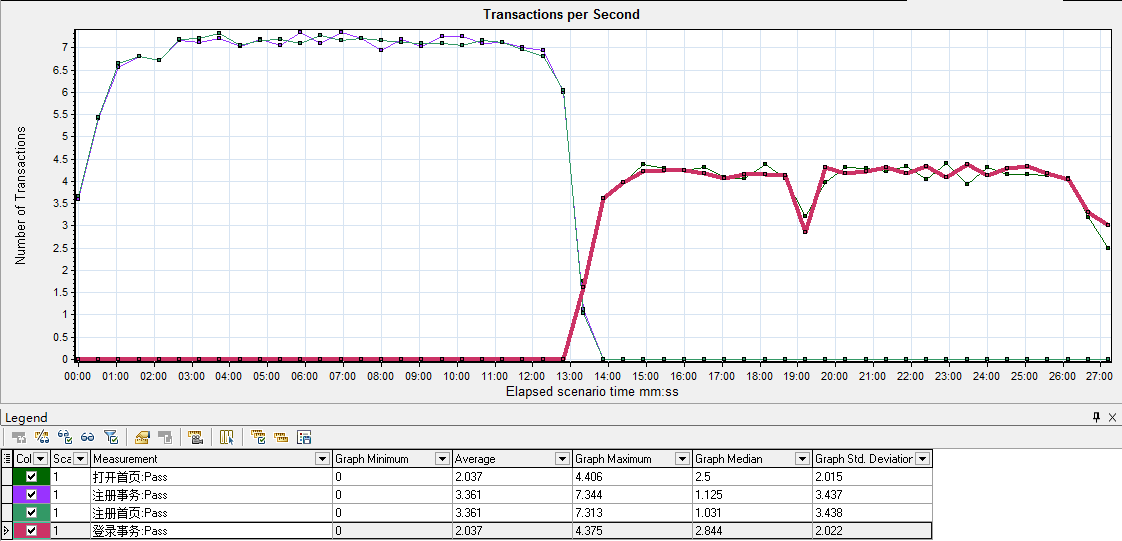 Transactions per Second
Number of Transactions
7
6.5
6
5.5
5
4.5
4
3.5
3
2.5
2
1.5
1
0.5
0
00:00 01:00 02:00 03:00 04:00 05:00 06:00 07:00 08:00 09:00 10:00 11:00 12:00 13:00 14:00 15:00 16:00 17:00 18:00 19:00 20:00 21:00 22:00 23:00 24:00 25:00 26:00 27:00
Elapsed scenario time mm:ss
Legend
Col Sca Measurement Graph Minimum Average Graph Maximum Graph Median Graph Std. Deviation
1 打开首页:Pass 0 2.037 4.406 2.5 2.015
1 注册事务:Pass 0 3.361 7.344 1.125 3.437
1 注册首页:Pass 0 3.361 7.313 1.031 3.438
1 登录事务:Pass 0 2.037 4.375 2.844 2.022